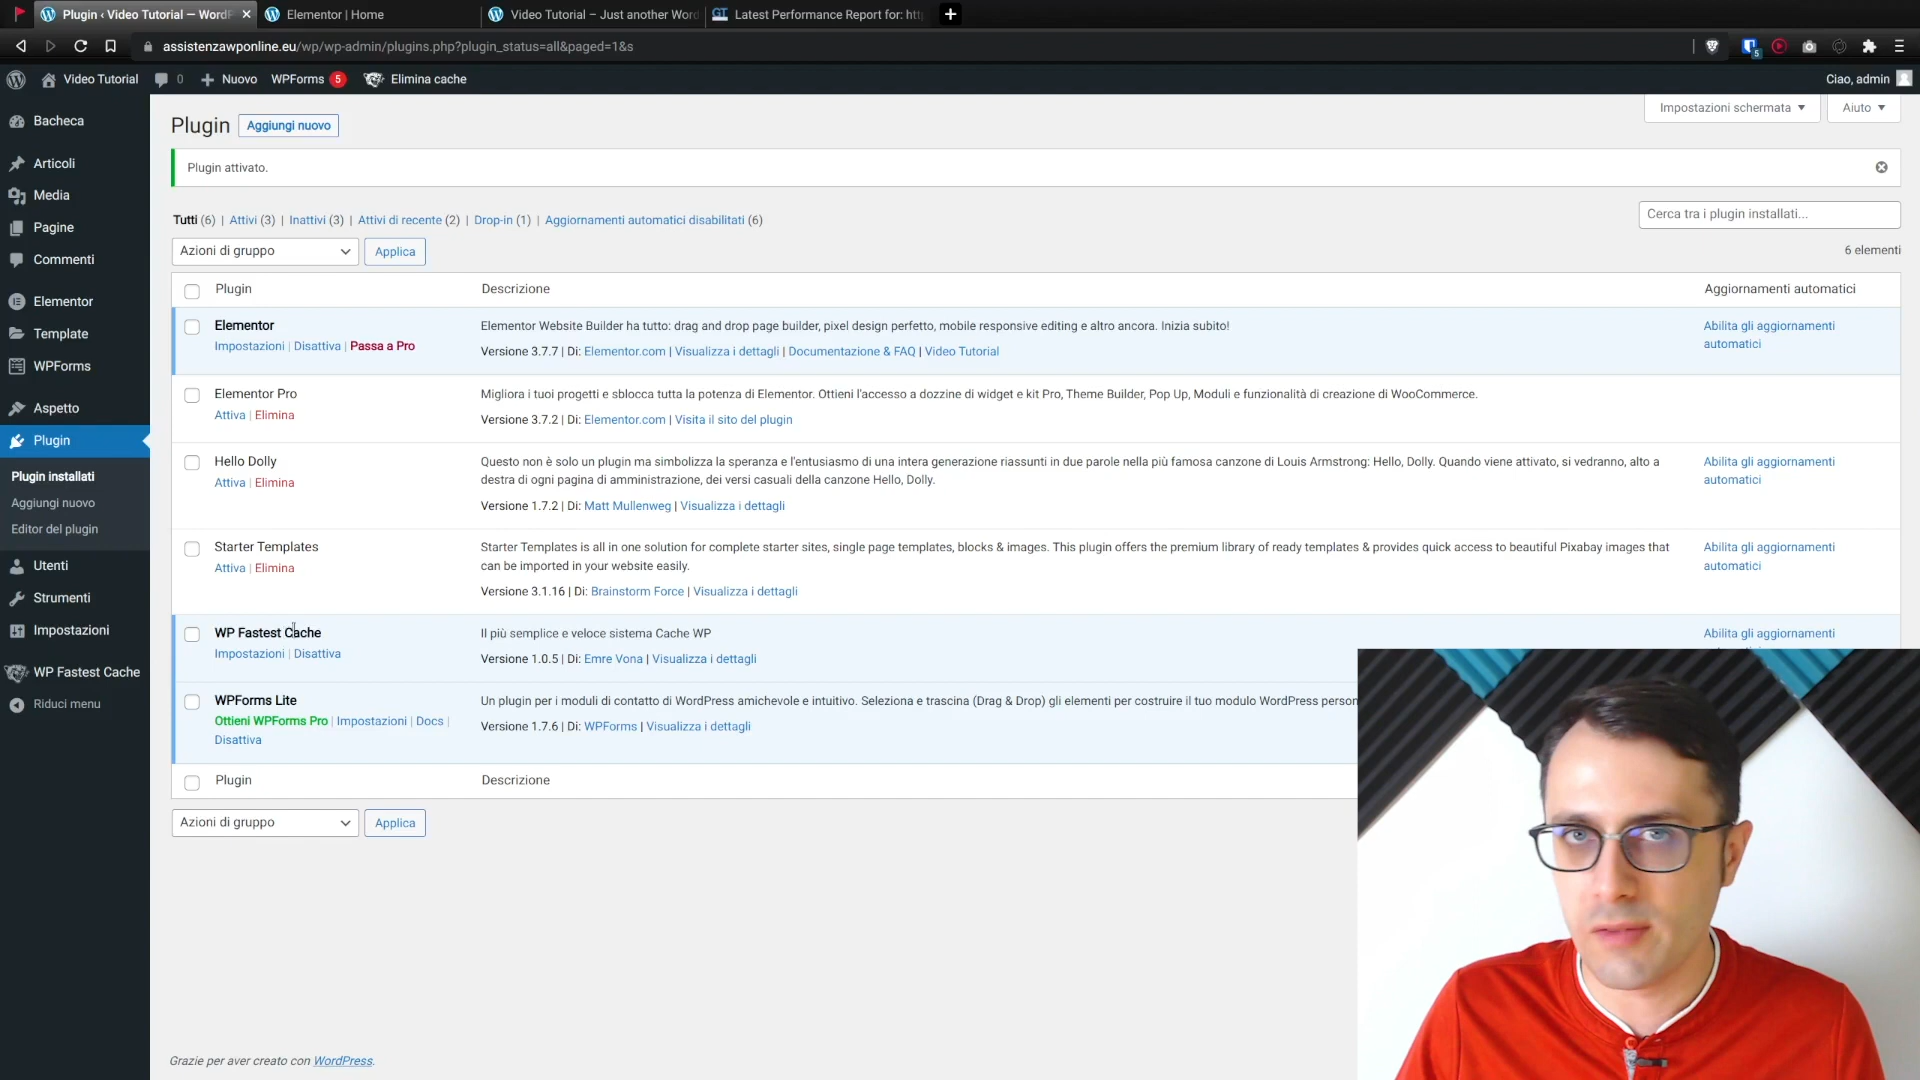 Plugin ‹ Video Tutorial — WordP
Elementor | Home
Video Tutorial – Just another Word
Latest Performance Report for: htt
assistenzawponline.eu/wp/wp-admin/plugins.php?plugin_status=all&paged=1&s
5
Video Tutorial
0
Nuovo
WPForms 5
Elimina cache
Ciao, admin
Bacheca
Articoli
Media
Pagine
Commenti
Elementor
Template
WPForms
Aspetto
Plugin
Plugin installati
Aggiungi nuovo
Editor del plugin
Utenti
Strumenti
Impostazioni
WP Fastest Cache
Riduci menu
Impostazioni schermata
Aiuto
Plugin Aggiungi nuovo
Plugin attivato.
Tutti (6) | Attivi (3) | Inattivi (3) | Attivi di recente (2) | Drop-in (1) | Aggiornamenti automatici disabilitati (6)
Cerca tra i plugin installati...
Azioni di gruppo Applica
6 elementi
Plugin Descrizione Aggiornamenti automatici
Elementor
Impostazioni | Disattiva | Passa a Pro
Elementor Website Builder ha tutto: drag and drop page builder, pixel design perfetto, mobile responsive editing e altro ancora. Inizia subito!
Versione 3.7.7 | Di: Elementor.com | Visualizza i dettagli | Documentazione & FAQ | Video Tutorial
Abilita gli aggiornamenti
automatici
Elementor Pro
Attiva | Elimina
Migliora i tuoi progetti e sblocca tutta la potenza di Elementor. Ottieni l'accesso a dozzine di widget e kit Pro, Theme Builder, Pop Up, Moduli e funzionalità di creazione di WooCommerce.
Versione 3.7.2 | Di: Elementor.com | Visita il sito del plugin
Hello Dolly
Attiva | Elimina
Questo non è solo un plugin ma simbolizza la speranza e l'entusiasmo di una intera generazione riassunti in due parole nella più famosa canzone di Louis Armstrong: Hello, Dolly. Quando viene attivato, si vedranno, alto a
destra di ogni pagina di amministrazione, dei versi casuali della canzone Hello, Dolly.
Versione 1.7.2 | Di: Matt Mullenweg | Visualizza i dettagli
Abilita gli aggiornamenti
automatici
Starter Templates
Attiva | Elimina
Starter Templates is all in one solution for complete starter sites, single page templates, blocks & images. This plugin offers the premium library of ready templates & provides quick access to beautiful Pixabay images that
can be imported in your website easily.
Versione 3.1.16 | Di: Brainstorm Force | Visualizza i dettagli
Abilita gli aggiornamenti
automatici
WP Fastest Cache
Impostazioni | Disattiva
Il più semplice e veloce sistema Cache WP
Versione 1.0.5 | Di: Emre Vona | Visualizza i dettagli
Abilita gli aggiornamenti
WPForms Lite
Ottieni WPForms Pro | Impostazioni | Docs |
Disattiva
Un plugin per i moduli di contatto di WordPress amichevole e intuitivo. Seleziona e trascina (Drag & Drop) gli elementi per costruire il tuo modulo WordPress person
Versione 1.7.6 | Di: WPForms | Visualizza i dettagli
Plugin Descrizione
Azioni di gruppo Applica
Grazie per aver creato con WordPress.